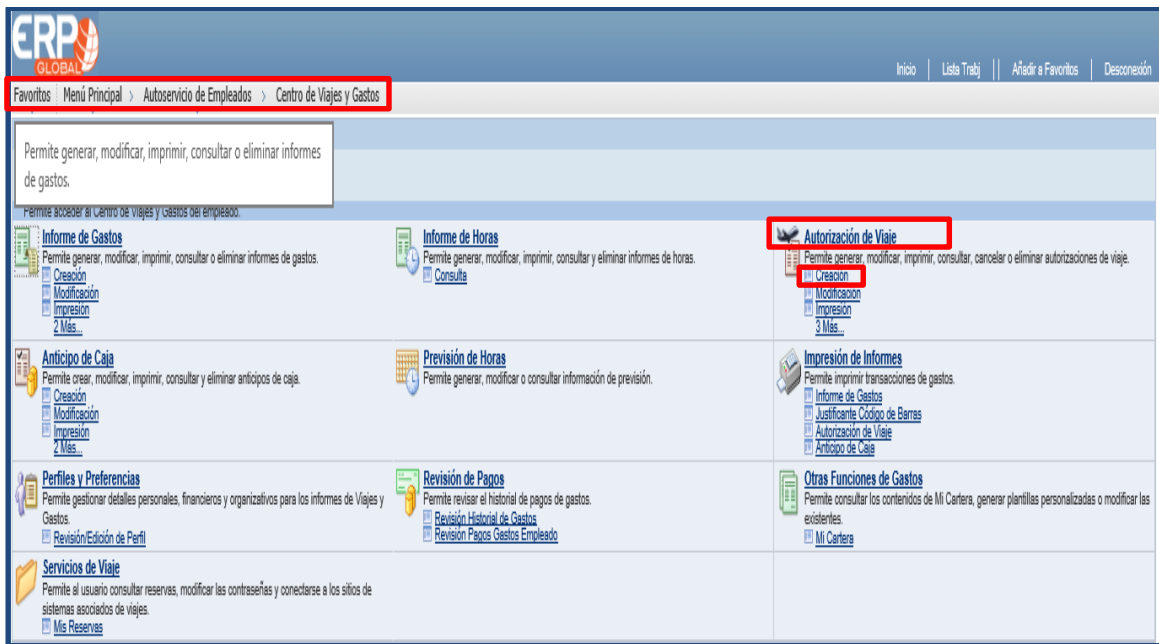 ERP
GLOBAL
Inicio | Lista Trabj || Añadir a Favoritos | Desconexión
Favoritos | Menú Principal > Autoservicio de Empleados > Centro de Viajes y Gastos
Permite generar, modificar, imprimir, consultar o eliminar informes
de gastos.
Permite acceder al Centro de Viajes y Gastos del empleado.
Informe de Gastos
Permite generar, modificar, imprimir, consultar o eliminar informes de gastos.
Creación
Modificación
Impresión
2 Más...
Informe de Horas
Permite generar, modificar, imprimir, consultar y eliminar informes de horas.
Consulta
Autorización de Viaje
Permite generar, modificar, imprimir, consultar, cancelar o eliminar autorizaciones de viaje.
Creación
Modificación
Impresión
3 Más...
Anticipo de Caja
Permite crear, modificar, imprimir, consultar y eliminar anticipos de caja.
Creación
Modificación
Impresión
2 Más...
Previsión de Horas
Permite generar, modificar o consultar información de previsión.
Impresión de Informes
Permite imprimir transacciones de gastos.
Informe de Gastos
Justificante Código de Barras
Autorización de Viaje
Anticipo de Caja
Perfiles y Preferencias
Permite gestionar detalles personales, financieros y organizativos para los informes de Viajes y
Gastos.
Revisión/Edición de Perfil
Revisión de Pagos
Permite revisar el historial de pagos de gastos.
Revisión Historial de Gastos
Revisión Pagos Gastos Empleado
Otras Funciones de Gastos
Permite consultar los contenidos de Mi Cartera, generar plantillas personalizadas o modificar las
existentes.
Mi Cartera
Servicios de Viaje
Permite al usuario consultar reservas, modificar las contraseñas y conectarse a los sitios de
sistemas asociados de viajes.
Mis Reservas